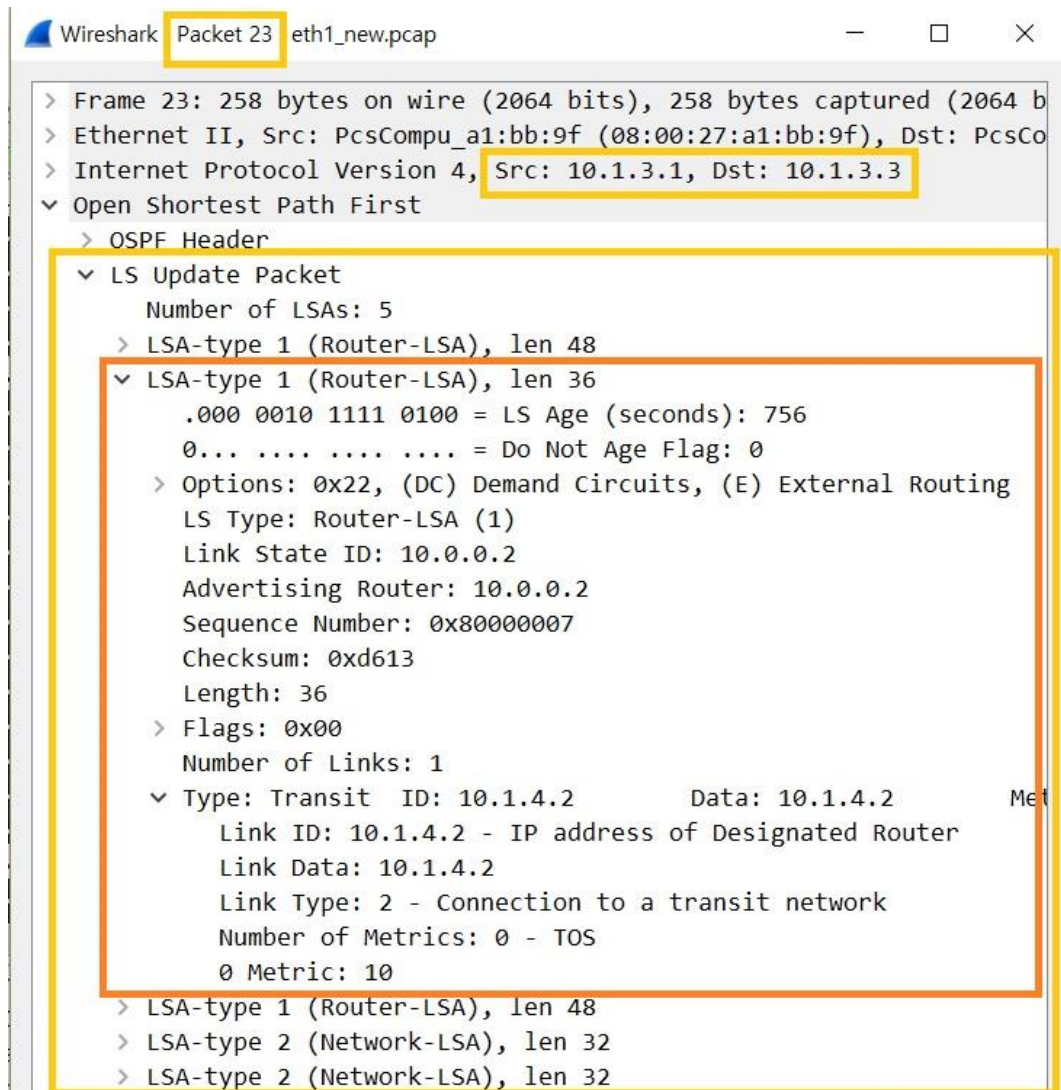 Wireshark Packet 23 eth1_new.pcap
> Frame 23: 258 bytes on wire (2064 bits), 258 bytes captured (2064 b
> Ethernet II, Src: PcsCompu_a1:bb:9f (08:00:27:a1:bb:9f), Dst: PcsCo
> Internet Protocol Version 4, Src: 10.1.3.1, Dst: 10.1.3.3
Open Shortest Path First
> OSPF Header
LS Update Packet
Number of LSAs: 5
> LSA-type 1 (Router-LSA), len 48
LSA-type 1 (Router-LSA), len 36
.000 0010 1111 0100 = LS Age (seconds): 756
0... .... .... .... = Do Not Age Flag: 0
> Options: 0x22, (DC) Demand Circuits, (E) External Routing
LS Type: Router-LSA (1)
Link State ID: 10.0.0.2
Advertising Router: 10.0.0.2
Sequence Number: 0x80000007
Checksum: 0xd613
Length: 36
> Flags: 0x00
Number of Links: 1
Type: Transit ID: 10.1.4.2 Data: 10.1.4.2 Met
Link ID: 10.1.4.2 - IP address of Designated Router
Link Data: 10.1.4.2
Link Type: 2 - Connection to a transit network
Number of Metrics: 0 - TOS
0 Metric: 10
> LSA-type 1 (Router-LSA), len 48
> LSA-type 2 (Network-LSA), len 32
> LSA-type 2 (Network-LSA), len 32